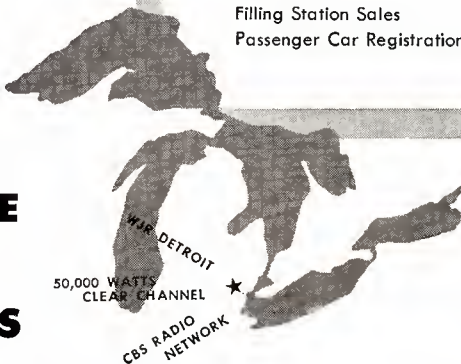 Filling Station Sales
Passenger Car Registration
E
WJR DETROIT
50,000 WATTS
CLEAR CHANNEL
S
CBS RADIO
NETWORK